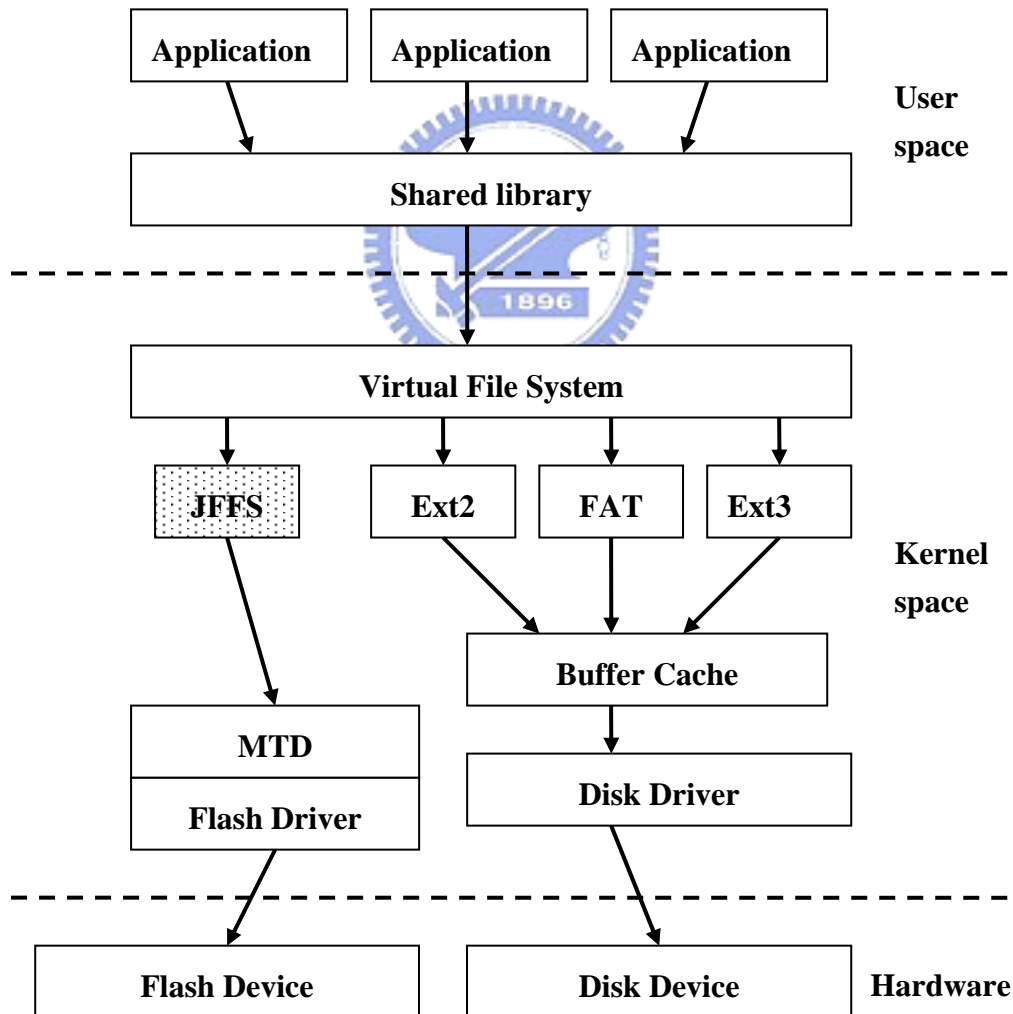 Application
Application
Application
User
space
Shared library
1896
Virtual File System
JFFS
Ext2
FAT
Ext3
Kernel
space
Buffer Cache
MTD
Disk Driver
Flash Driver
Flash Device
Disk Device
Hardware